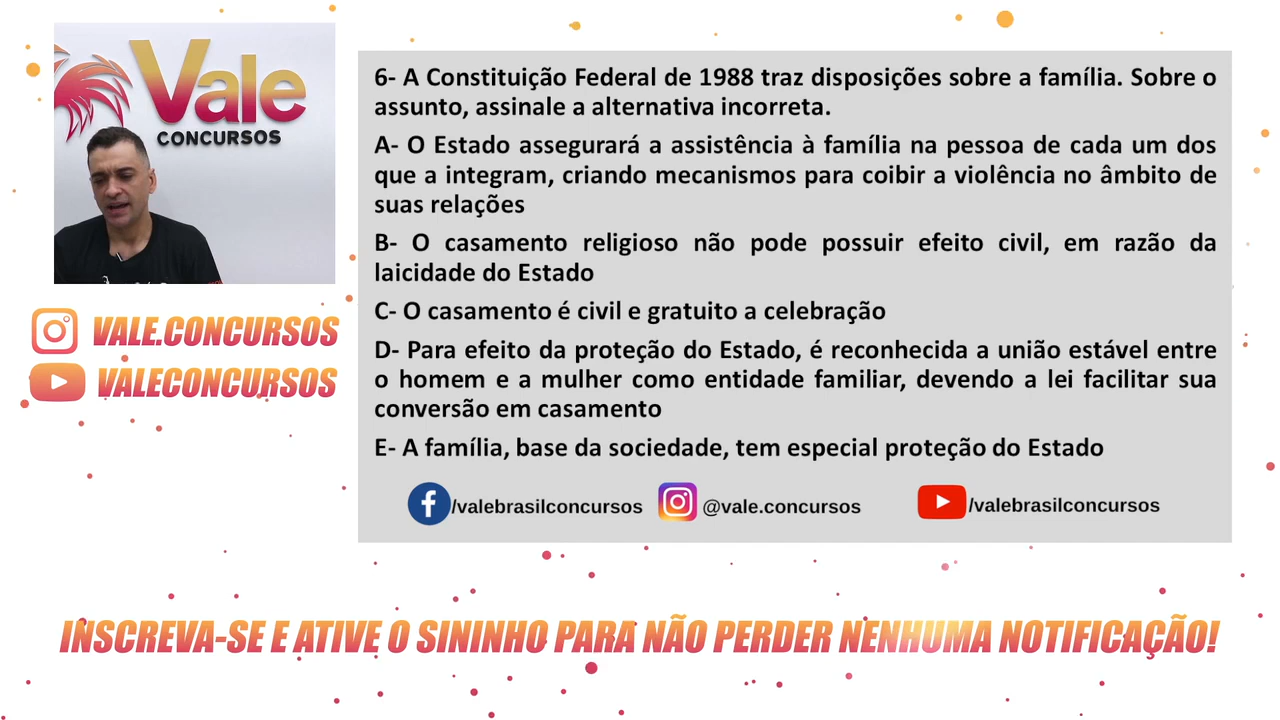 Vale
CONCURSOS
VALE.CONCURSOS
VALECONCURSOS
6- A Constituição Federal de 1988 traz disposições sobre a família. Sobre o
assunto, assinale a alternativa incorreta.
A- O Estado assegurará a assistência à família na pessoa de cada um dos
que a integram, criando mecanismos para coibir a violência no âmbito de
suas relações
B- O casamento religioso não pode possuir efeito civil, em razão da
laicidade do Estado
C- O casamento é civil e gratuito a celebração
D- Para efeito da proteção do Estado, é reconhecida a união estável entre
o homem e a mulher como entidade familiar, devendo a lei facilitar sua
conversão em casamento
E- A família, base da sociedade, tem especial proteção do Estado
/valebrasilconcursos @vale.concursos /valebrasilconcursos
INSCREVA-SE E ATIVE O SININHO PARA NÃO PERDER NENHUMA NOTIFICAÇÃO!